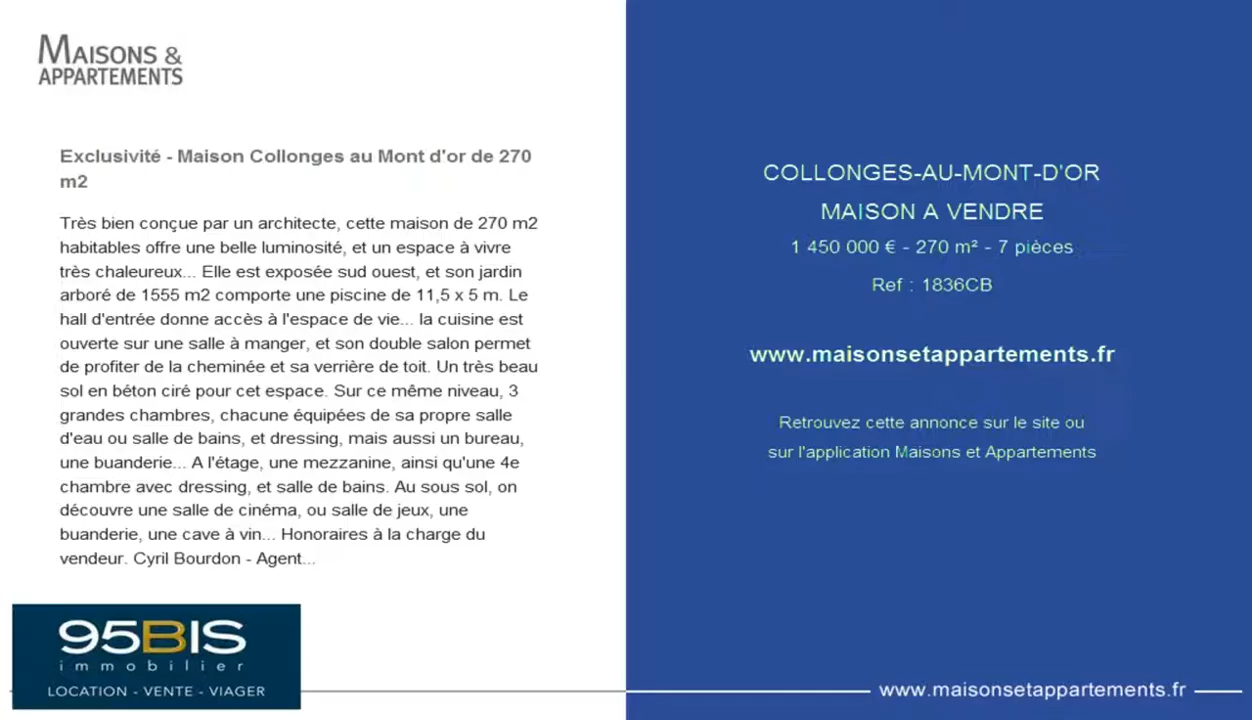 MAISONS &
APPARTEMENTS
Exclusivité - Maison Collonges au Mont d'or de 270
m2
Très bien conçue par un architecte, cette maison de 270 m2
habitables offre une belle luminosité, et un espace à vivre
très chaleureux... Elle est exposée sud ouest, et son jardin
arboré de 1555 m2 comporte une piscine de 11,5 x 5 m. Le
hall d'entrée donne accès à l'espace de vie... la cuisine est
ouverte sur une salle à manger, et son double salon permet
de profiter de la cheminée et sa verrière de toit. Un très beau
sol en béton ciré pour cet espace. Sur ce même niveau, 3
grandes chambres, chacune équipées de sa propre salle
d'eau ou salle de bains, et dressing, mais aussi un bureau,
une buanderie... A l'étage, une mezzanine, ainsi qu'une 4e
chambre avec dressing, et salle de bains. Au sous sol, on
découvre une salle de cinéma, ou salle de jeux, une
buanderie, une cave à vin... Honoraires à la charge du
vendeur. Cyril Bourdon - Agent...
95BIS
immobilier
LOCATION - VENTE - VIAGER
COLLONGES-AU-MONT-D'OR
MAISON A VENDRE
1 450 000 € - 270 m² - 7 pièces
Ref : 1836CB
www.maisonsetappartements.fr
Retrouvez cette annonce sur le site ou
sur l'application Maisons et Appartements
www.maisonsetappartements.fr